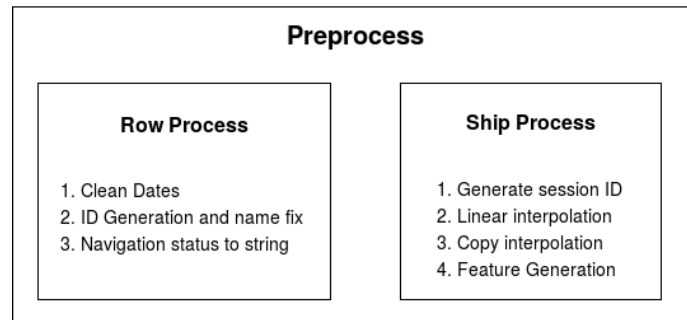 Preprocess
Row Process
1. Clean Dates
2. ID Generation and name fix
3. Navigation status to string
Ship Process
1. Generate session ID
2. Linear interpolation
3. Copy interpolation
4. Feature Generation